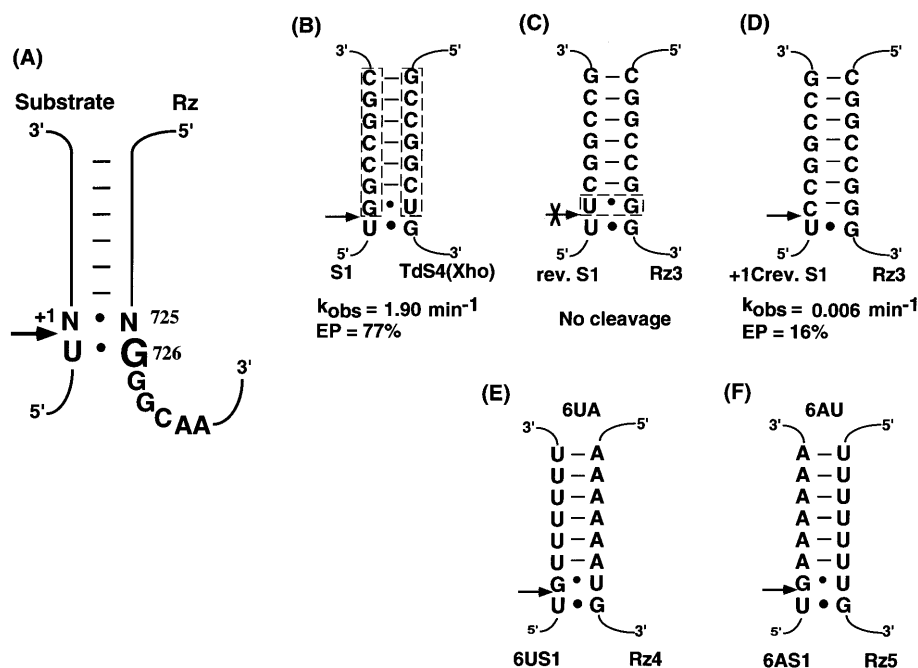 (A)
Substrate Rz
3' 5'
+1 N • N 725
U • G 726
G
G
C
A
A
5' 3'
(B)
3' 5'
C – G
G – C
G – C
C – G
C – G
G – C
G • U
U • G
5' 3'
S1 TdS4(Xho)
kobs = 1.90 min-1
EP = 77%
(C)
3' 5'
G – C
C – G
C – G
G – C
G – C
C – G
U • G
U • G
5' 3'
rev. S1 Rz3
No cleavage
(D)
3' 5'
G – C
C – G
C – G
G – C
G – C
C – G
C – G
U • G
5' 3'
+1Crev. S1 Rz3
kobs = 0.006 min-1
EP = 16%
(E)
6UA
3' 5'
U – A
U – A
U – A
U – A
U – A
U – A
G • U
U • G
5' 3'
6US1 Rz4
(F)
6AU
3' 5'
A – U
A – U
A – U
A – U
A – U
A – U
G • U
U • G
5' 3'
6AS1 Rz5